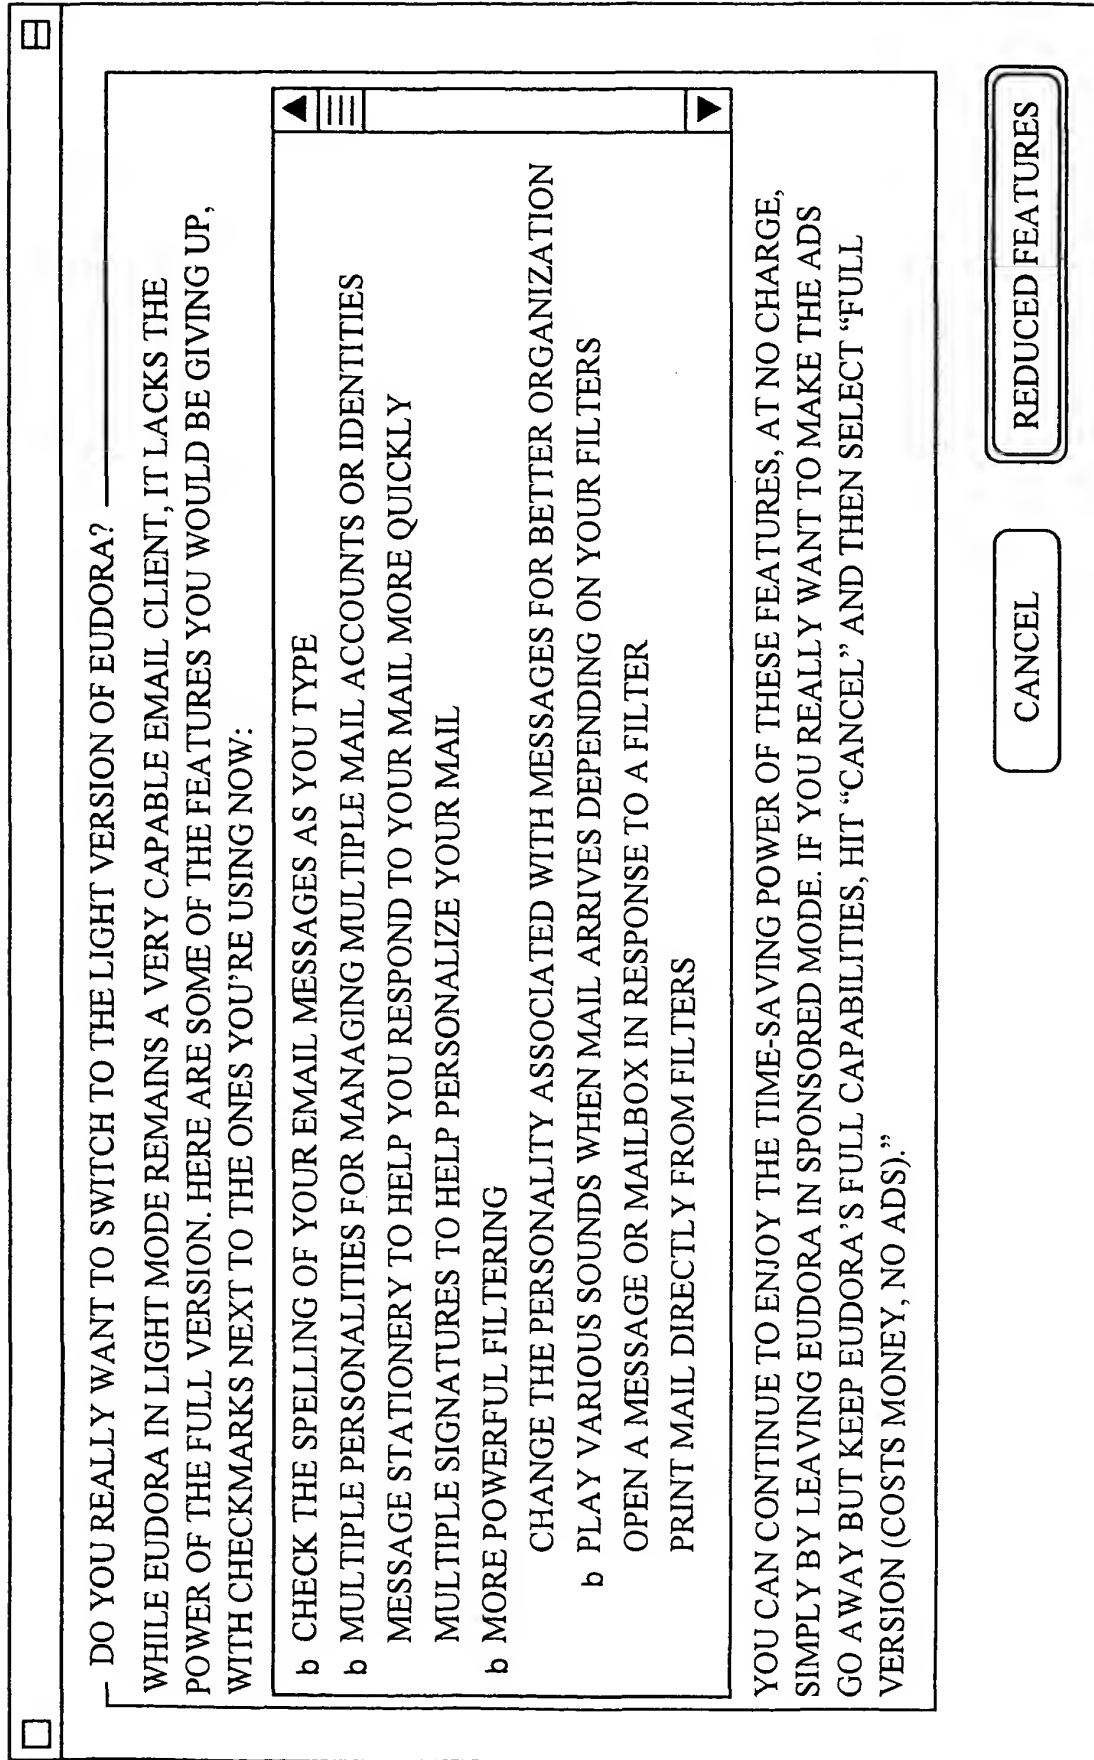 DO YOU REALLY WANT TO SWITCH TO THE LIGHT VERSION OF EUDORA?
WHILE EUDORA IN LIGHT MODE REMAINS A VERY CAPABLE EMAIL CLIENT, IT LACKS THE
POWER OF THE FULL VERSION. HERE ARE SOME OF THE FEATURES YOU WOULD BE GIVING UP,
WITH CHECKMARKS NEXT TO THE ONES YOU'RE USING NOW:
b CHECK THE SPELLING OF YOUR EMAIL MESSAGES AS YOU TYPE
b MULTIPLE PERSONALITIES FOR MANAGING MULTIPLE MAIL ACCOUNTS OR IDENTITIES
MESSAGE STATIONERY TO HELP YOU RESPOND TO YOUR MAIL MORE QUICKLY
MULTIPLE SIGNATURES TO HELP PERSONALIZE YOUR MAIL
b MORE POWERFUL FILTERING
CHANGE THE PERSONALITY ASSOCIATED WITH MESSAGES FOR BETTER ORGANIZATION
b PLAY VARIOUS SOUNDS WHEN MAIL ARRIVES DEPENDING ON YOUR FILTERS
OPEN A MESSAGE OR MAILBOX IN RESPONSE TO A FILTER
PRINT MAIL DIRECTLY FROM FILTERS
YOU CAN CONTINUE TO ENJOY THE TIME-SAVING POWER OF THESE FEATURES, AT NO CHARGE,
SIMPLY BY LEAVING EUDORA IN SPONSORED MODE. IF YOU REALLY WANT TO MAKE THE ADS
GO AWAY BUT KEEP EUDORA'S FULL CAPABILITIES, HIT “CANCEL” AND THEN SELECT “FULL
VERSION (COSTS MONEY, NO ADS).”
CANCEL
REDUCED FEATURES